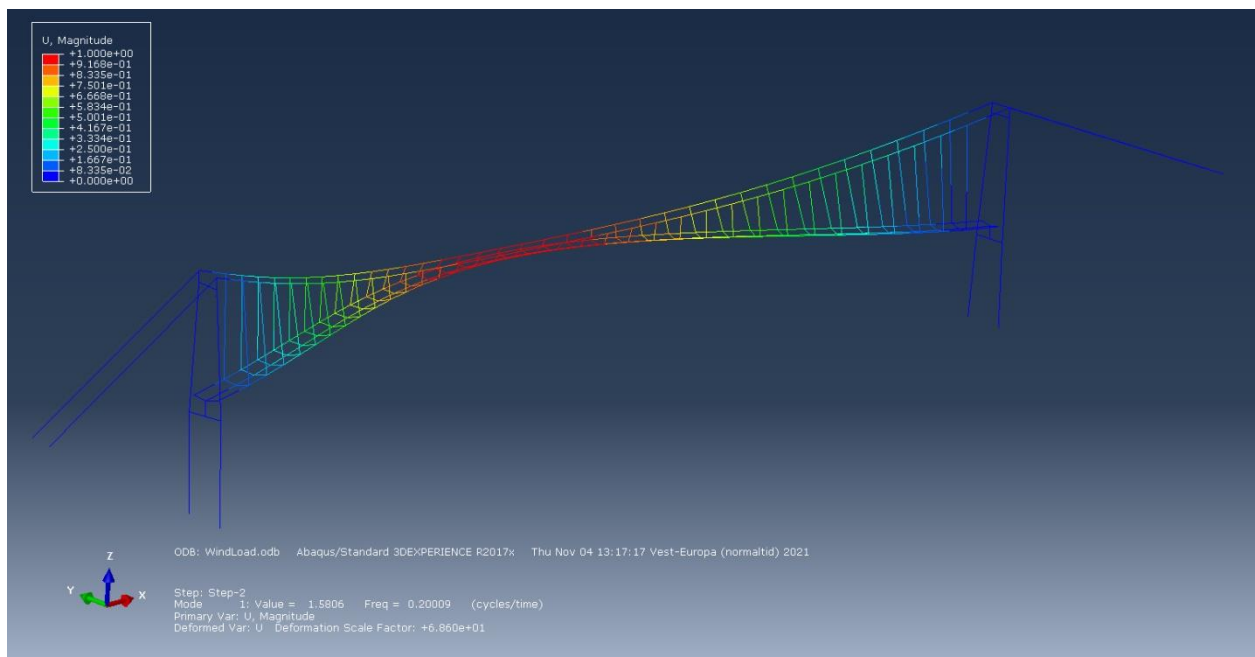 U, Magnitude
+1.000e+00
+9.168e-01
+8.335e-01
+7.501e-01
+6.668e-01
+5.834e-01
+5.001e-01
+4.167e-01
+3.334e-01
+2.500e-01
+1.667e-01
+8.335e-02
+0.000e+00
ODB: WindLoad.odb    Abaqus/Standard 3DEXPERIENCE R2017x    Thu Nov 04 13:17:17 Vest-Europa (normaltid) 2021
Z
Y
X
Step: Step-2
Mode        1: Value =   1.5806    Freq =  0.20009    (cycles/time)
Primary Var: U, Magnitude
Deformed Var: U   Deformation Scale Factor: +6.860e+01